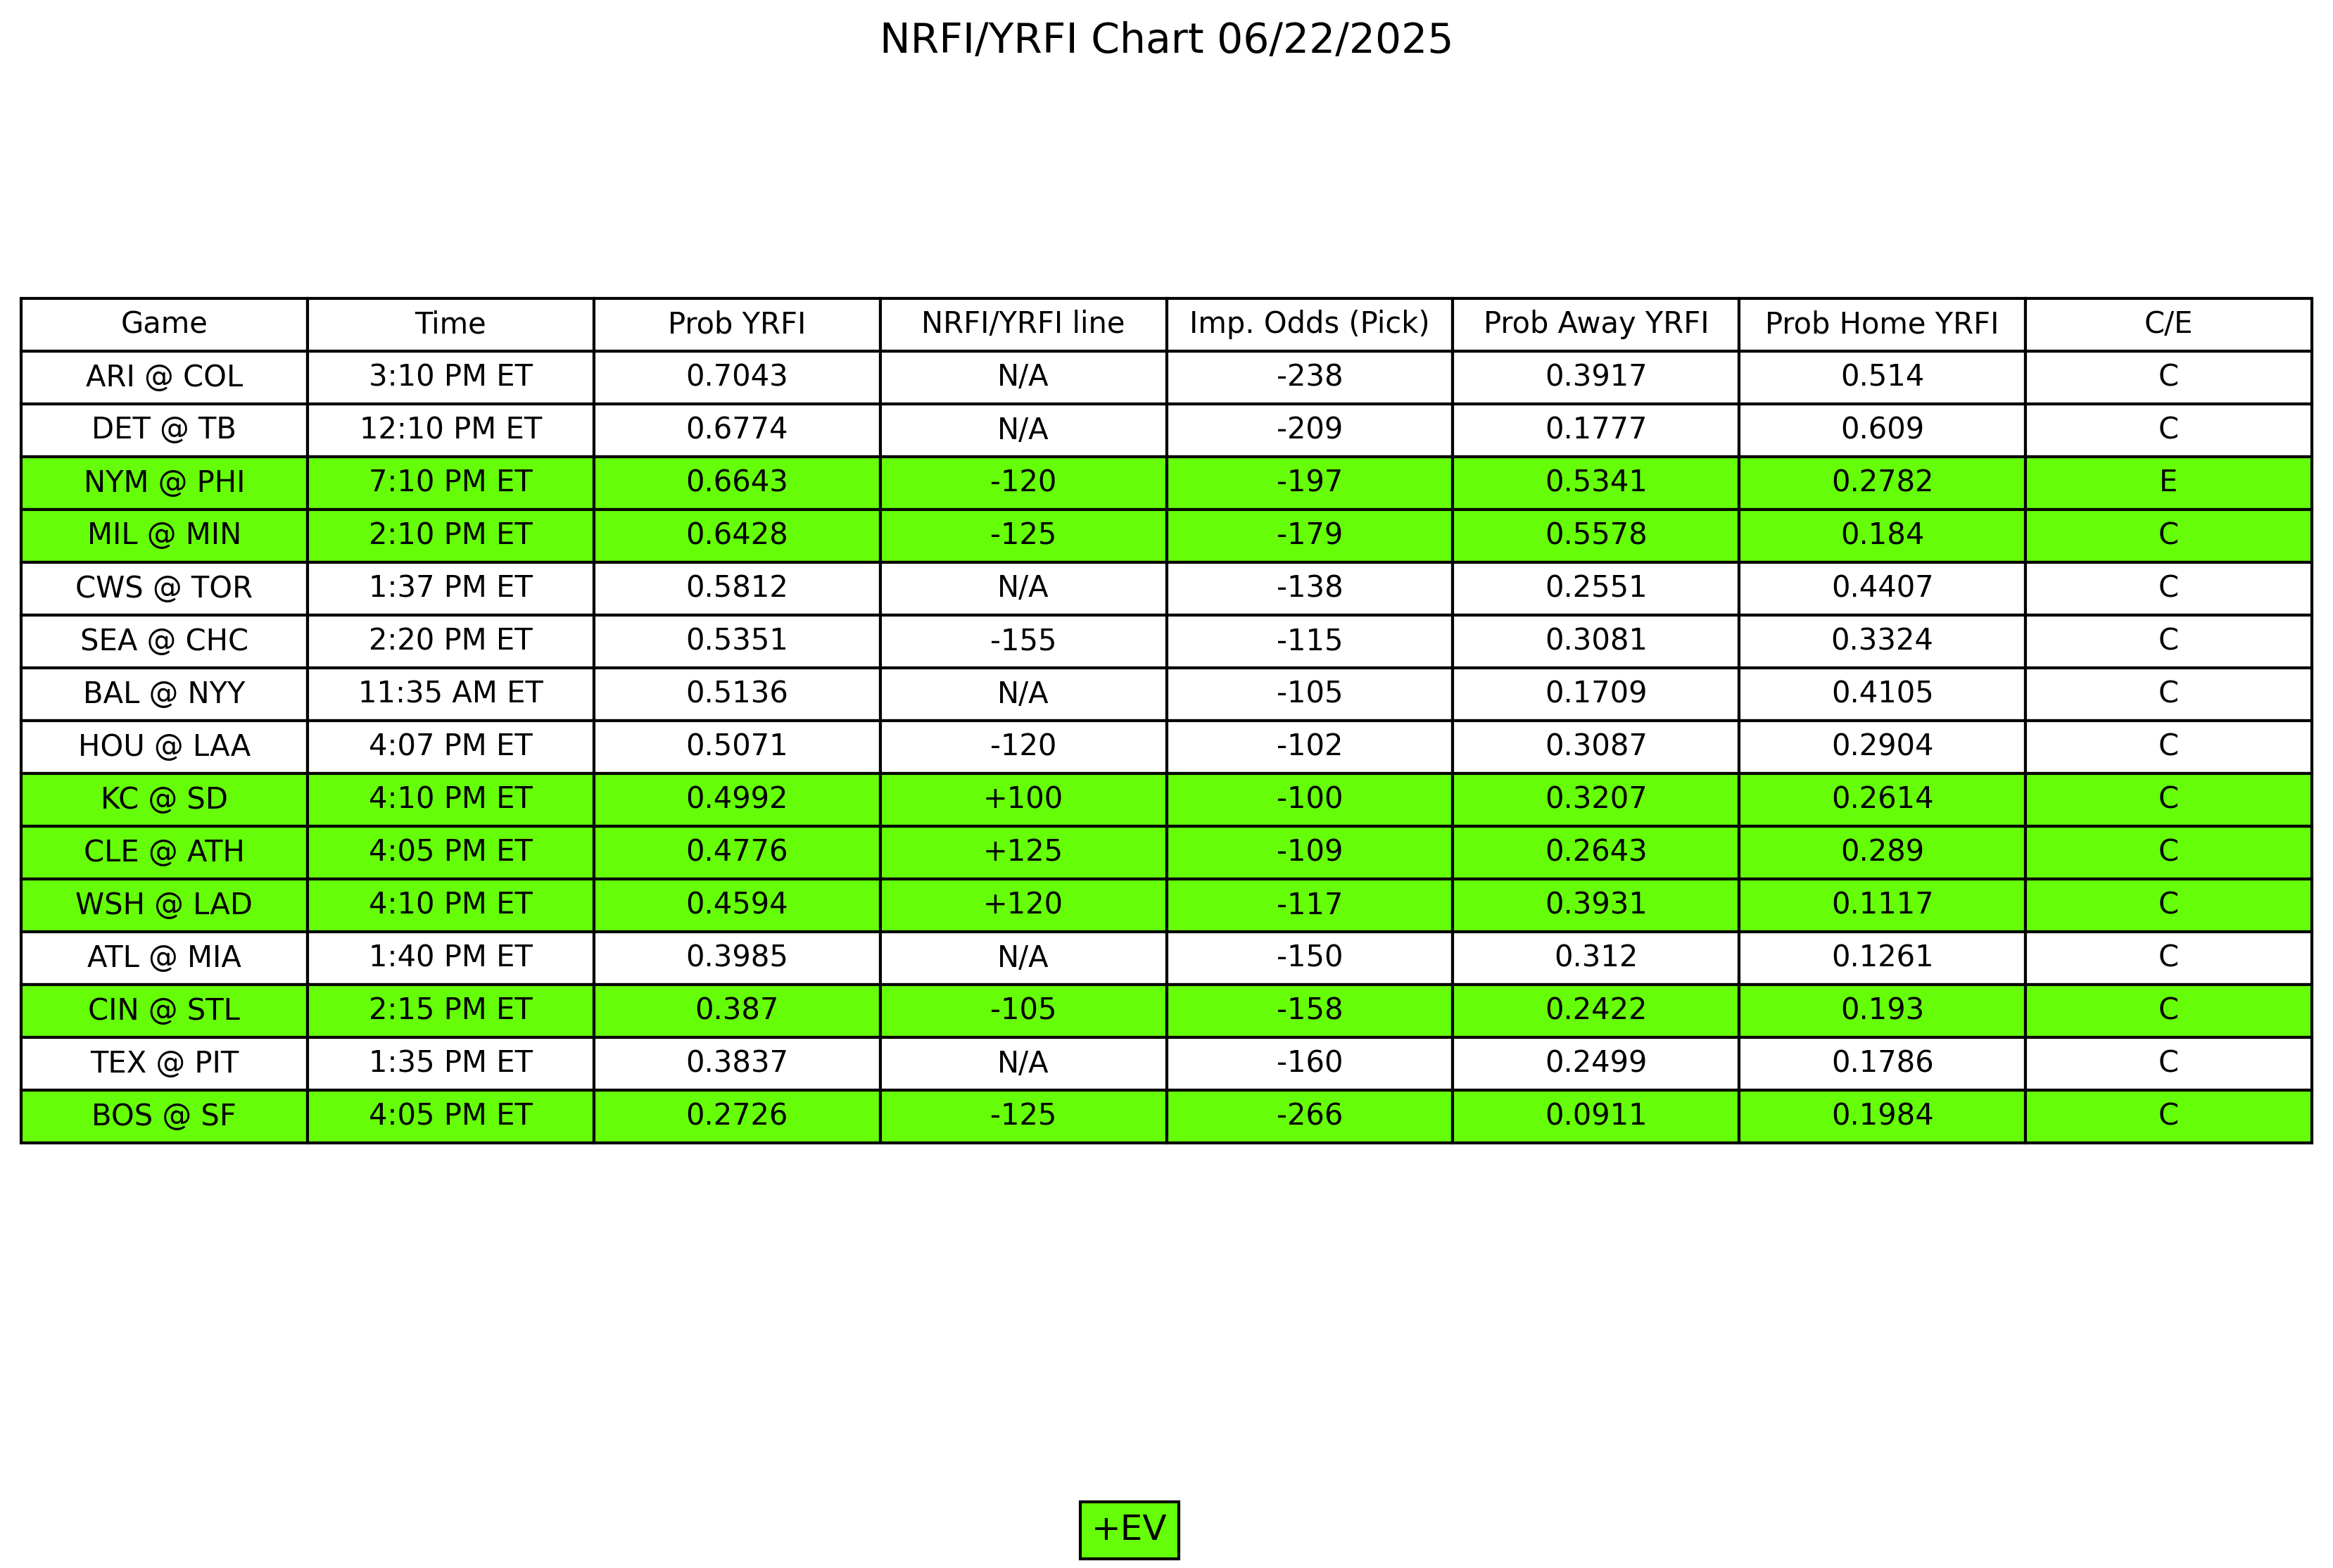 NRFI/YRFI Chart 06/22/2025
Game Time Prob YRFI NRFI/YRFI line Imp. Odds (Pick) Prob Away YRFI Prob Home YRFI C/E
ARI @ COL 3:10 PM ET 0.7043 N/A -238 0.3917 0.514 C
DET @ TB 12:10 PM ET 0.6774 N/A -209 0.1777 0.609 C
NYM @ PHI 7:10 PM ET 0.6643 -120 -197 0.5341 0.2782 E
MIL @ MIN 2:10 PM ET 0.6428 -125 -179 0.5578 0.184 C
CWS @ TOR 1:37 PM ET 0.5812 N/A -138 0.2551 0.4407 C
SEA @ CHC 2:20 PM ET 0.5351 -155 -115 0.3081 0.3324 C
BAL @ NYY 11:35 AM ET 0.5136 N/A -105 0.1709 0.4105 C
HOU @ LAA 4:07 PM ET 0.5071 -120 -102 0.3087 0.2904 C
KC @ SD 4:10 PM ET 0.4992 +100 -100 0.3207 0.2614 C
CLE @ ATH 4:05 PM ET 0.4776 +125 -109 0.2643 0.289 C
WSH @ LAD 4:10 PM ET 0.4594 +120 -117 0.3931 0.1117 C
ATL @ MIA 1:40 PM ET 0.3985 N/A -150 0.312 0.1261 C
CIN @ STL 2:15 PM ET 0.387 -105 -158 0.2422 0.193 C
TEX @ PIT 1:35 PM ET 0.3837 N/A -160 0.2499 0.1786 C
BOS @ SF 4:05 PM ET 0.2726 -125 -266 0.0911 0.1984 C
+EV